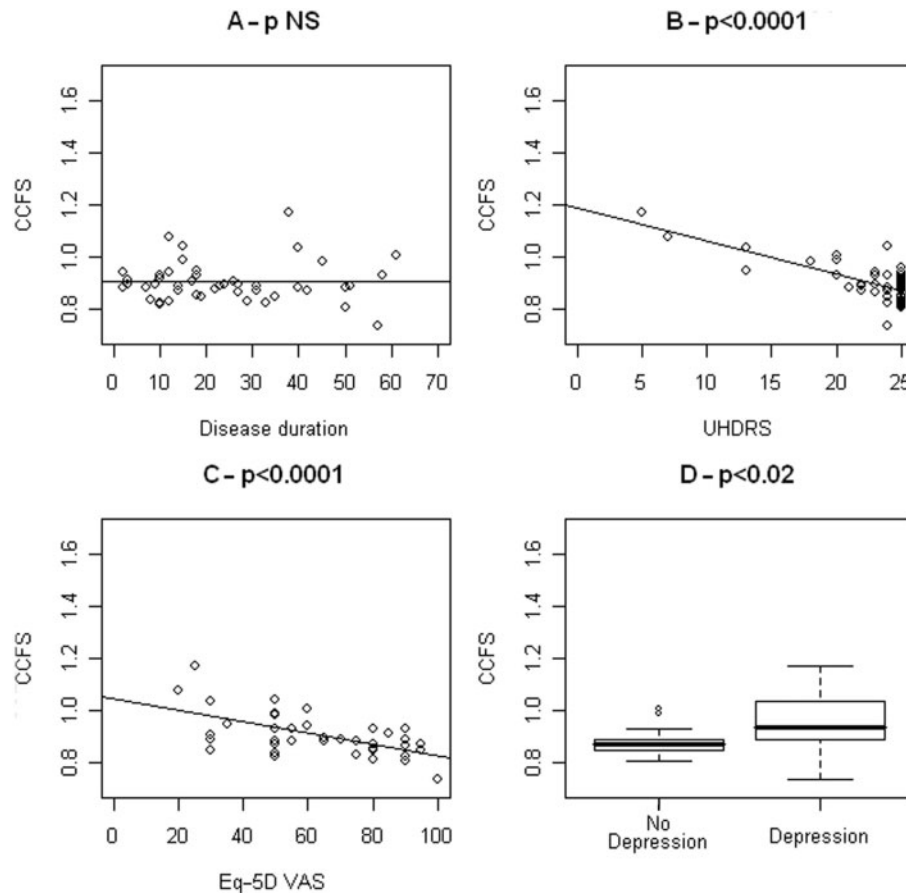 A – p NS
CCFS
1.6
1.4
1.2
1.0
0.8
0 10 20 30 40 50 60 70
Disease duration
B – p<0.0001
CCFS
1.6
1.4
1.2
1.0
0.8
0 5 10 15 20 25
UHDRS
C – p<0.0001
CCFS
1.6
1.4
1.2
1.0
0.8
0 20 40 60 80 100
Eq-5D VAS
D – p<0.02
CCFS
1.6
1.4
1.2
1.0
0.8
No
Depression
Depression